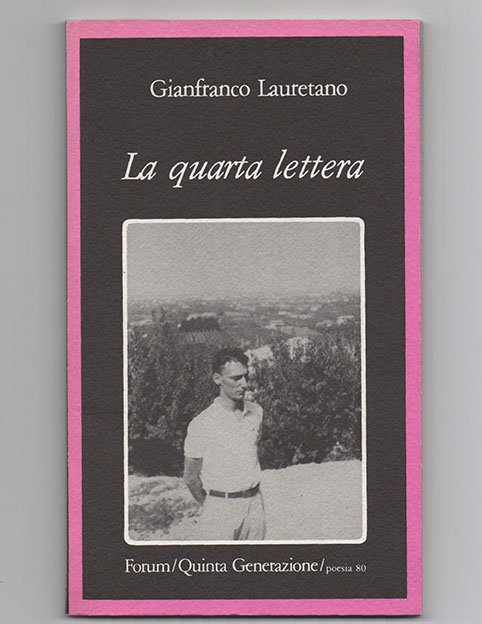 Gianfranco Lauretano
La quarta lettera
Forum/Quinta Generazione/poesia 80